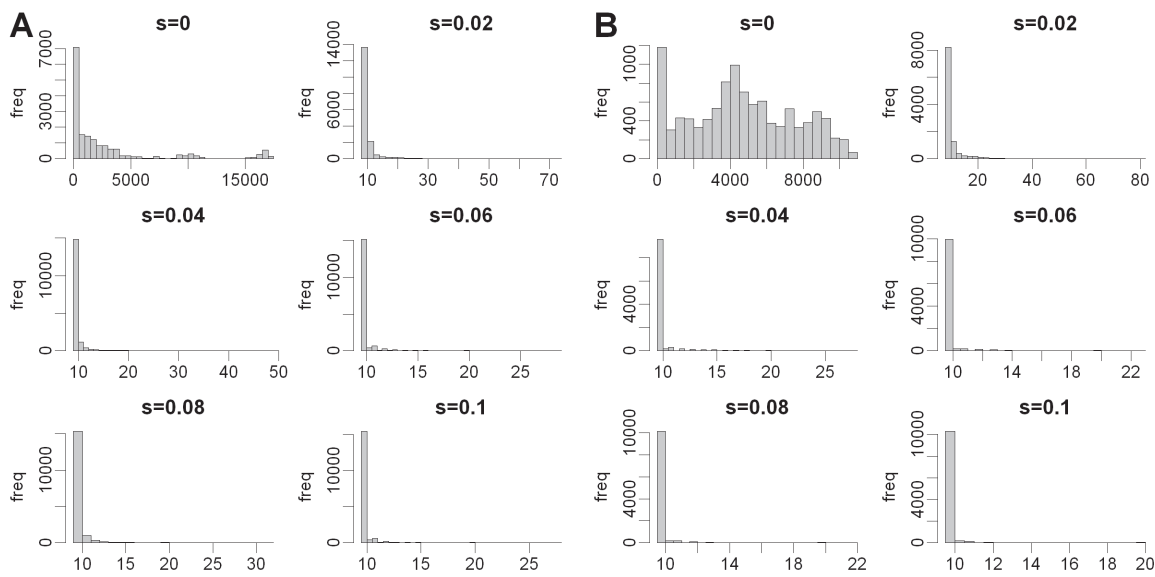 A
s=0
freq
0 3000 7000
0 5000 15000
s=0.02
freq
0 6000 14000
10 30 50 70
B
s=0
freq
0 400 1000
0 4000 8000
s=0.02
freq
0 4000 8000
20 40 60 80
s=0.04
freq
0 10000
10 20 30 40 50
s=0.06
freq
0 10000
10 15 20 25
s=0.04
freq
0 4000
10 15 20 25
s=0.06
freq
0 4000 10000
10 14 18 22
s=0.08
freq
0 10000
10 15 20 25 30
s=0.1
freq
0 10000
10 15 20 25
s=0.08
freq
0 4000 10000
10 14 18 22
s=0.1
freq
0 4000 10000
10 12 14 16 18 20